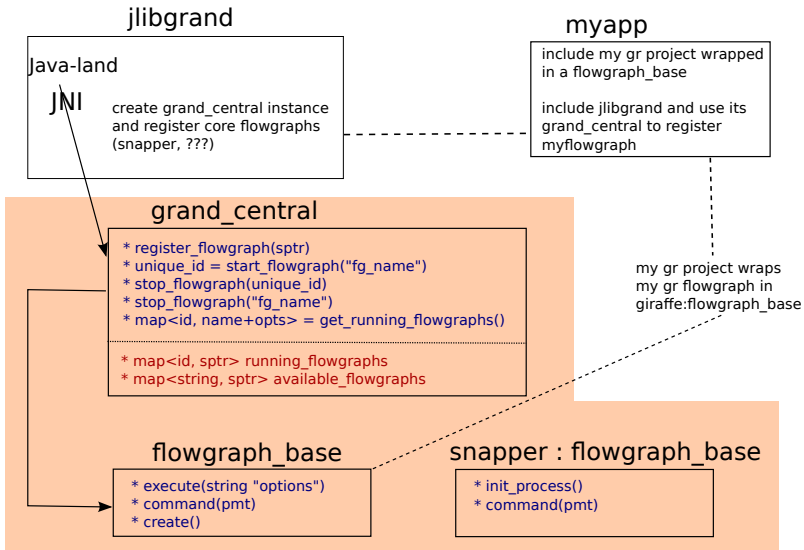 jlibgrand
Java-land
JNI
create grand_central instance
and register core flowgraphs
(snapper, ???)
myapp
include my gr project wrapped
in a flowgraph_base
include jlibgrand and use its
grand_central to register
myflowgraph
grand_central
* register_flowgraph(sptr)
* unique_id = start_flowgraph("fg_name")
* stop_flowgraph(unique_id)
* stop_flowgraph("fg_name")
* map<id, name+opts> = get_running_flowgraphs()
* map<id, sptr> running_flowgraphs
* map<string, sptr> available_flowgraphs
my gr project wraps
my gr flowgraph in
giraffe:flowgraph_base
flowgraph_base
* execute(string "options")
* command(pmt)
* create()
snapper : flowgraph_base
* init_process()
* command(pmt)